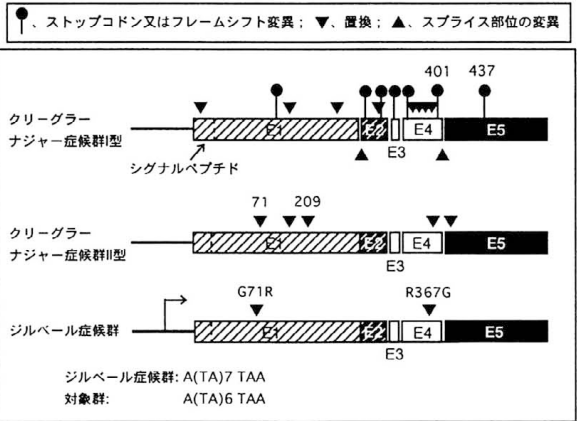 、ストップコドン又はフレームシフト変異； ▼、置換； ▲、スプライス部位の変異
401 437
クリーグラー
ナジャー症候群I型
E1 E2 E4 E5
E3
シグナルペプチド
71 209
クリーグラー
ナジャー症候群II型
E1 E2 E4 E5
E3
G71R R367G
ジルベール症候群
E1 E2 E4 E5
E3
ジルベール症候群: A(TA)7 TAA
対象群: A(TA)6 TAA